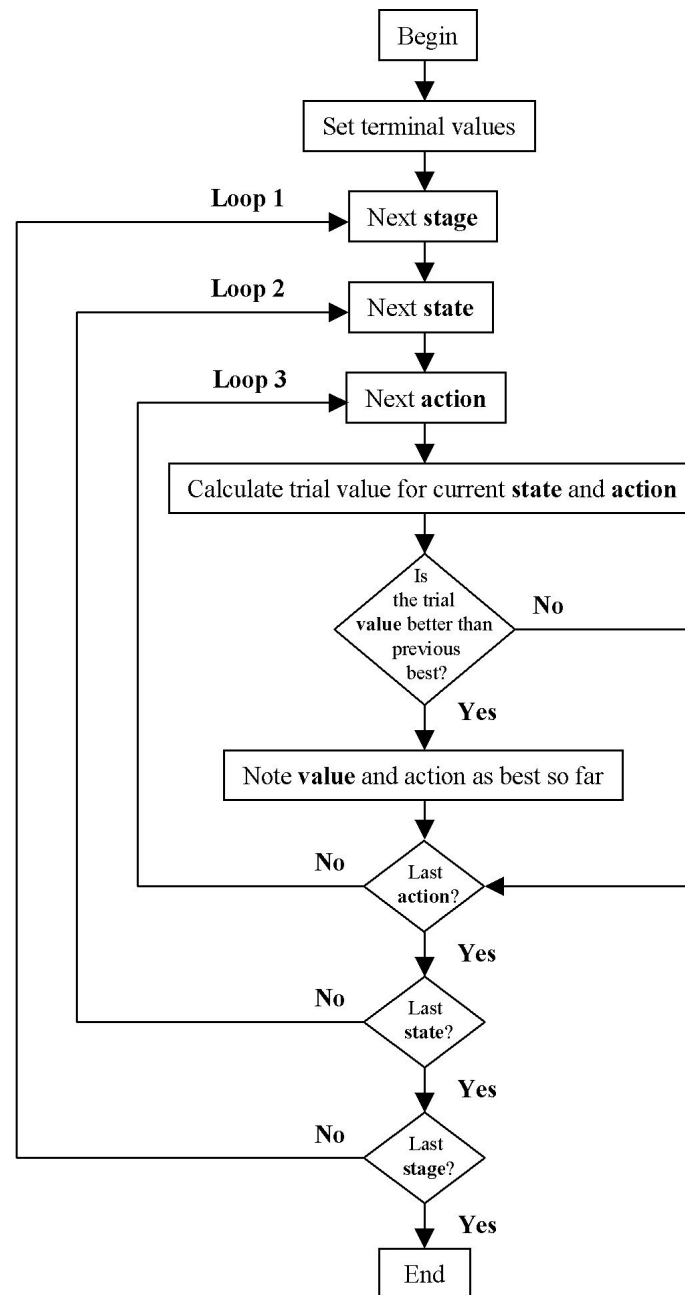 Begin
Set terminal values
Loop 1
Next stage
Loop 2
Next state
Loop 3
Next action
Calculate trial value for current state and action
Is
the trial
value better than
previous
best?
No
Yes
Note value and action as best so far
No
Last
action?
Yes
No
Last
state?
Yes
No
Last
stage?
Yes
End